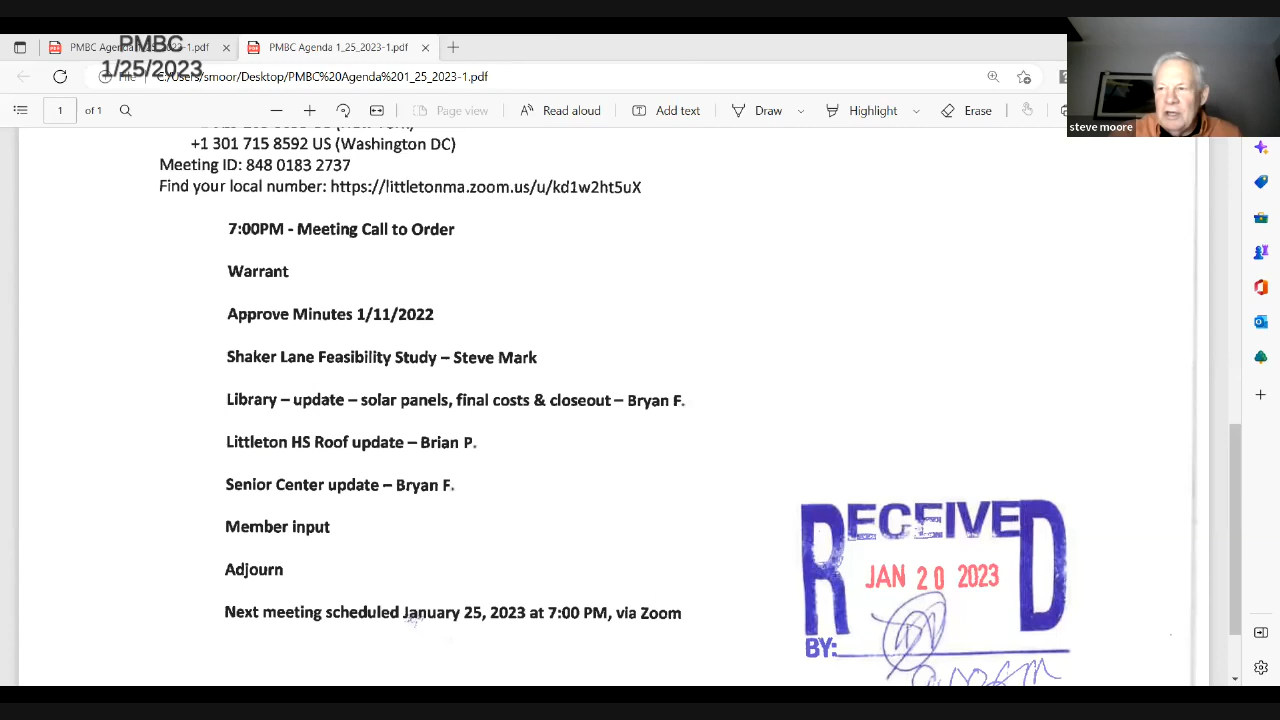 PMBC
1/25/2023
PMBC Agenda 1_25_2023-1.pdf
PMBC Agenda 1_25_2023-1.pdf
File
C:/Users/smoor/Desktop/PMBC%20Agenda%201_25_2023-1.pdf
1 of 1
Page view
Read aloud
Add text
Draw
Highlight
Erase
steve moore
+1 301 715 8592 US (Washington DC)
Meeting ID: 848 0183 2737
Find your local number: https://littletonma.zoom.us/u/kd1w2ht5uX
7:00PM - Meeting Call to Order
Warrant
Approve Minutes 1/11/2022
Shaker Lane Feasibility Study – Steve Mark
Library – update – solar panels, final costs & closeout – Bryan F.
Littleton HS Roof update – Brian P.
Senior Center update – Bryan F.
Member input
Adjourn
Next meeting scheduled January 25, 2023 at 7:00 PM, via Zoom
RECEIVED
JAN 20 2023
BY: